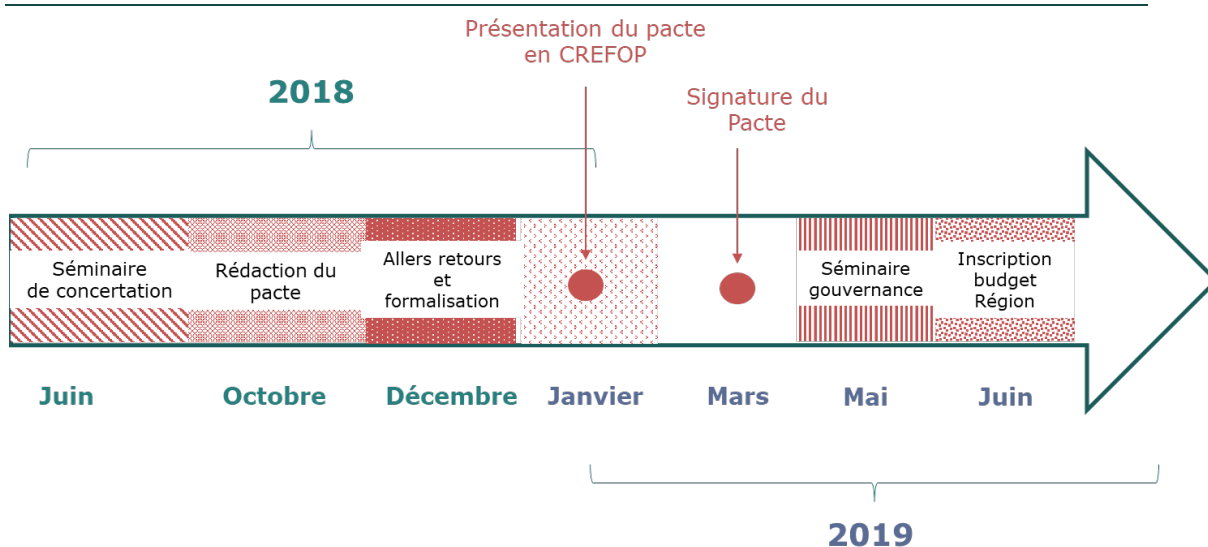 Présentation du pacte
en CREFOP
2018
Signature du
Pacte
Séminaire
de concertation
Rédaction du
pacte
Allers retours
et
formalisation
Séminaire
gouvernance
Inscription
budget
Région
Juin
Octobre
Décembre
Janvier
Mars
Mai
Juin
2019